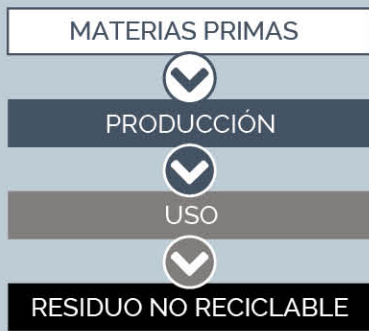 MATERIAS PRIMAS
PRODUCCIÓN
USO
RESIDUO NO RECICLABLE